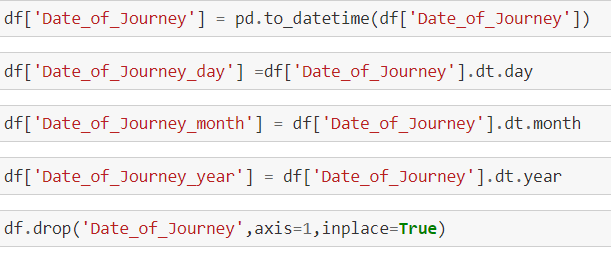 df['Date_of_Journey'] = pd.to_datetime(df['Date_of_Journey'])
df['Date_of_Journey_day'] =df['Date_of_Journey'].dt.day
df['Date_of_Journey_month'] = df['Date_of_Journey'].dt.month
df['Date_of_Journey_year'] = df['Date_of_Journey'].dt.year
df.drop('Date_of_Journey',axis=1,inplace=True)